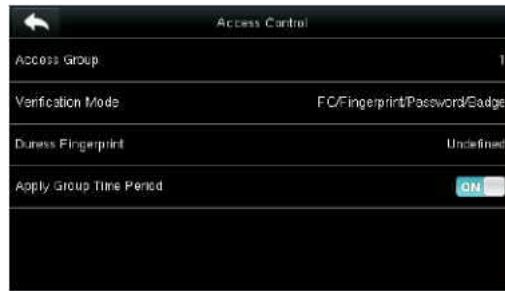 Access Control
Access Group 1
Verification Mode FC/Fingerprint/Password/Badge
Duress Fingerprint Undefined
Apply Group Time Period ON